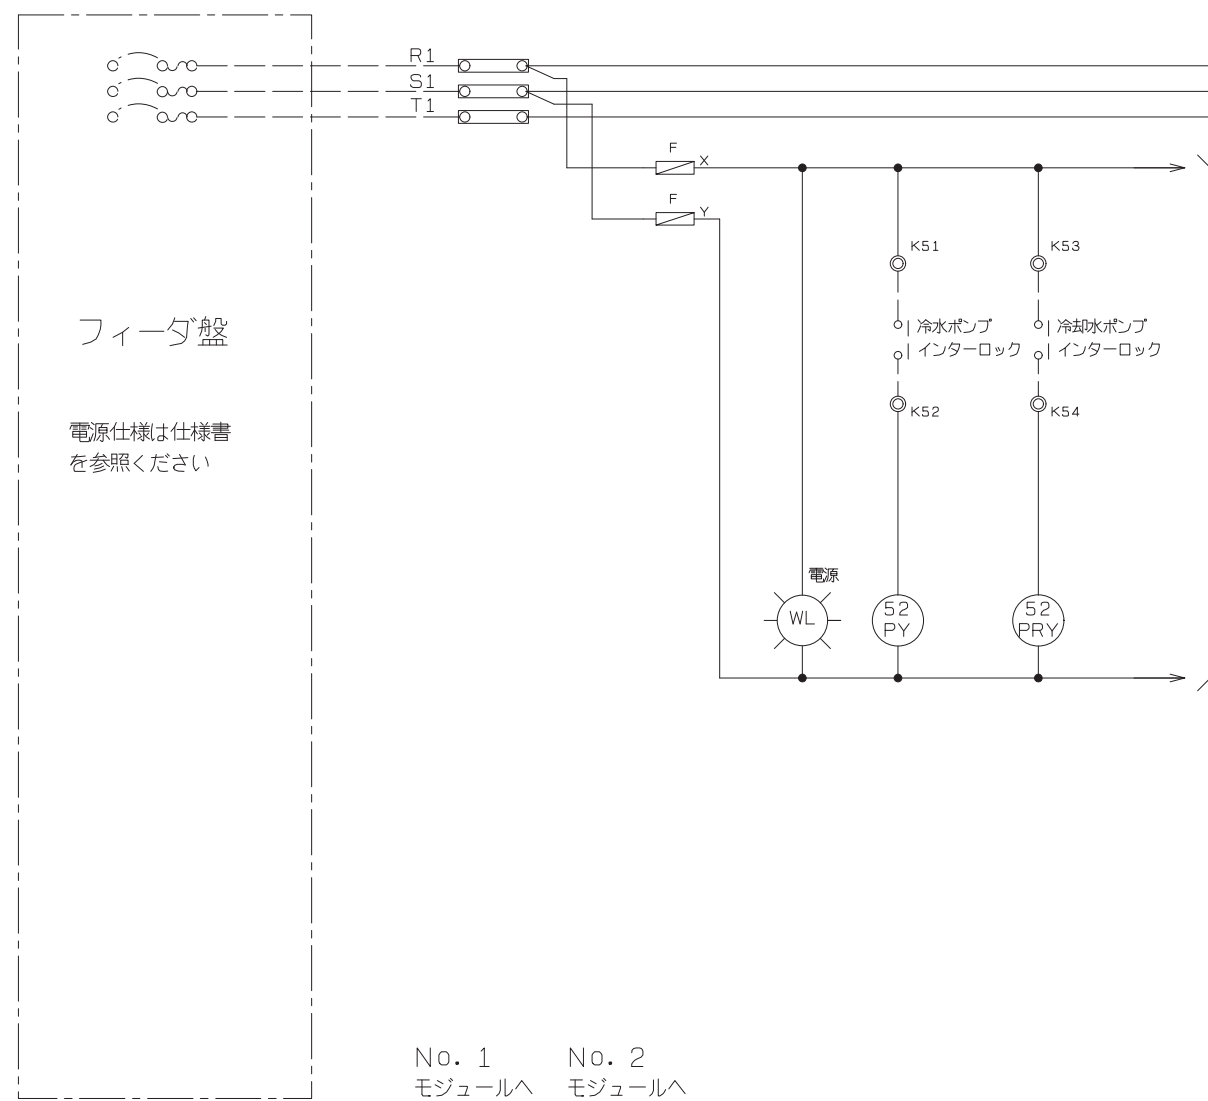 R1
S1
T1
F
X
F
Y
K51
K53
フィーダ盤
冷水ポンプ
インターロック
冷却水ポンプ
インターロック
K52
K54
電源仕様は仕様書
を参照ください
電源
WL
52
PY
52
PRY
No. 1
モジュールへ
No. 2
モジュールへ